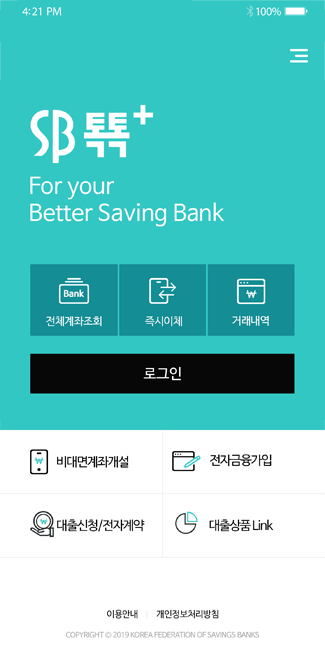 4:21 PM
100%
SB 톡톡+
For your
Better Saving Bank
Bank
전체계좌조회
즉시이체
거래내역
로그인
비대면계좌개설
전자금융가입
대출신청/전자계약
대출상품 Link
이용안내 | 개인정보처리방침
COPYRIGHT © 2019 KOREA FEDERATION OF SAVINGS BANKS